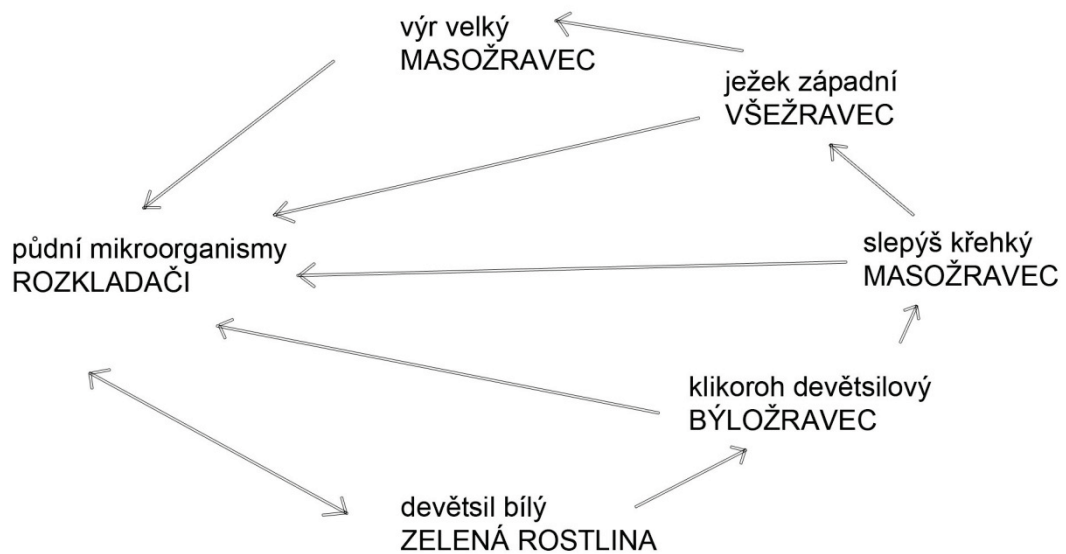 výr velký
MASOŽRAVEC
ježek západní
VŠEŽRAVEC
půdní mikroorganismy
ROZKLADAČI
slepýš křehký
MASOŽRAVEC
klikoroh devětsilový
BÝLOŽRAVEC
devětsil bílý
ZELENÁ ROSTLINA